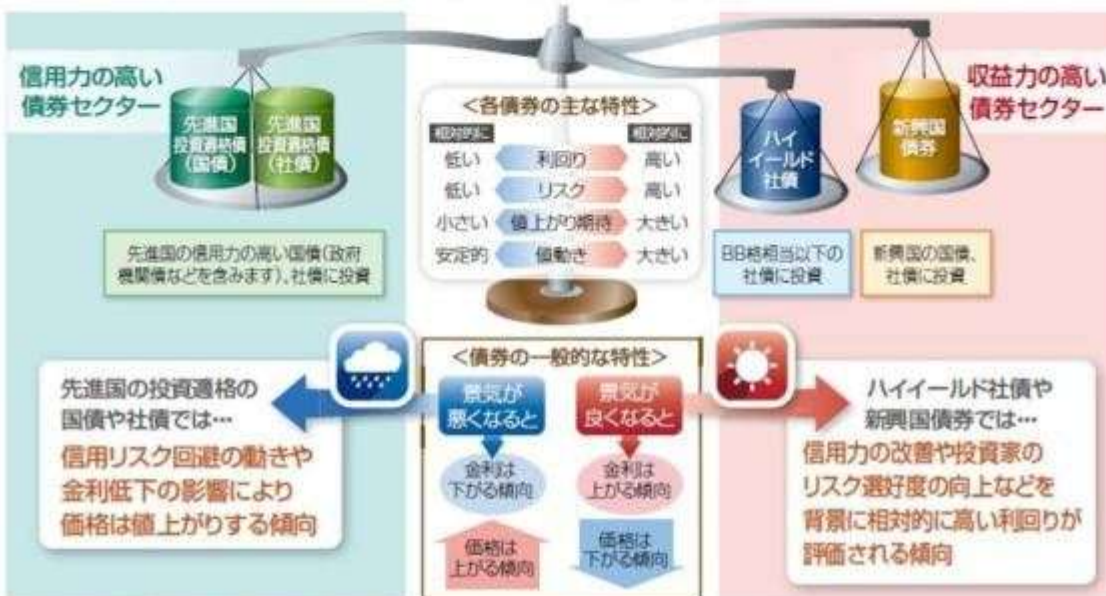 信用力の高い
債券セクター
先進国
投資適格債
（国債）
先進国
投資適格債
（社債）
先進国の信用力の高い国債（政府
機関債などを含みます）、社債に投資
＜各債券の主な特性＞
相対的に 相対的に
低い 利回り 高い
低い リスク 高い
小さい 値上がり期待 大きい
安定的 値動き 大きい
収益力の高い
債券セクター
ハイ
イールド
社債
新興国
債券
BB格相当以下の
社債に投資
新興国の国債、
社債に投資
先進国の投資適格の
国債や社債では…
信用リスク回避の動きや
金利低下の影響により
価格は値上がりする傾向
＜債券の一般的な特性＞
景気が
悪くなると
金利は
下がる傾向
価格は
上がる傾向
景気が
良くなると
金利は
上がる傾向
価格は
下がる傾向
ハイイールド社債や
新興国債券では…
信用力の改善や投資家の
リスク選好度の向上などを
背景に相対的に高い利回りが
評価される傾向